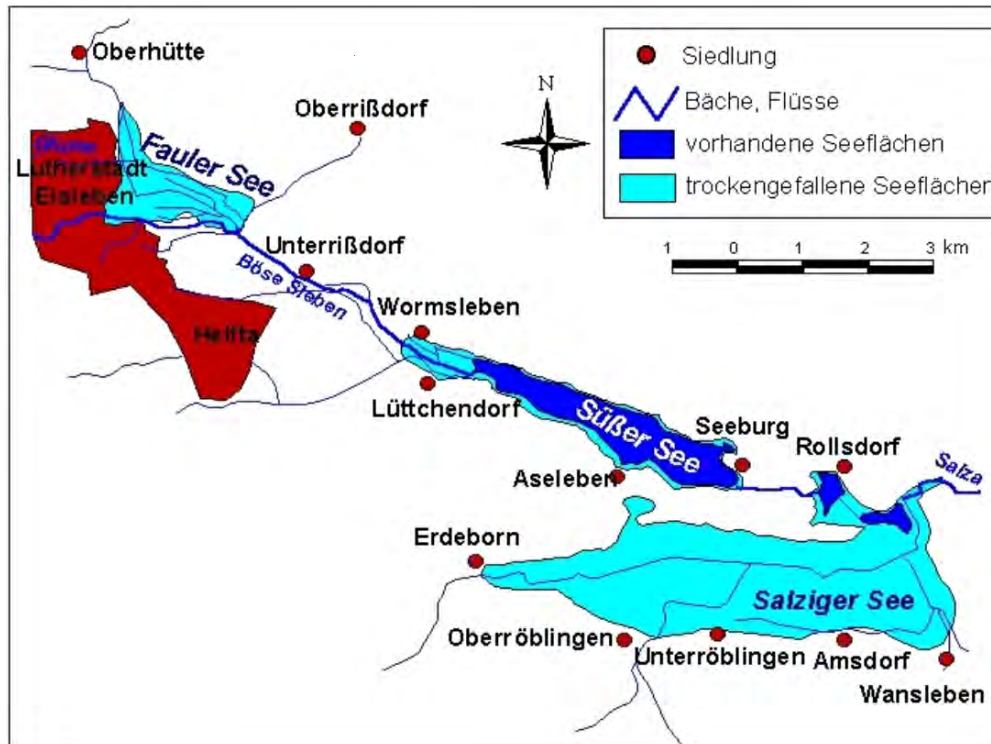 Oberhütte
Oberrißdorf
N
Siedlung
Bäche, Flüsse
vorhandene Seeflächen
trockengefallene Seeflächen
1 0 1 2 3 km
Fauler See
Lutherstadt
Eisleben
Unterrißdorf
Böse Sieben
Helfta
Wormsleben
Lüttchendorf
Süßer See
Seeburg
Rollsdorf
Salza
Aseleben
Erdeborn
Salziger See
Oberröblingen
Unterröblingen
Amsdorf
Wansleben